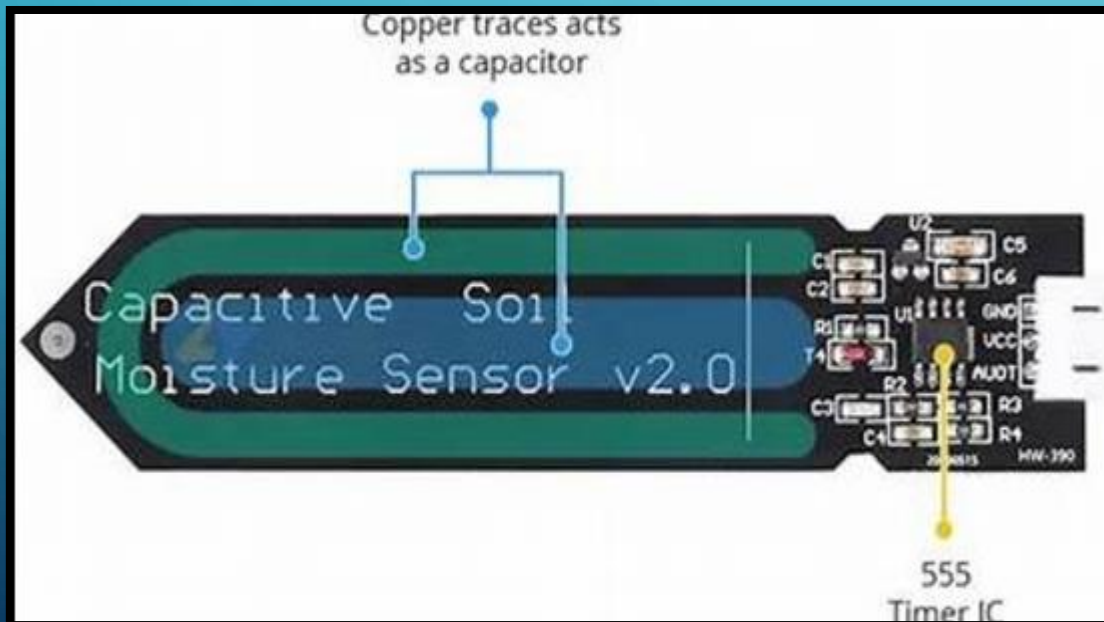 Copper traces acts
as a capacitor
Capacitive Soil
Moisture Sensor v2.0
U2
C5
C1
C6
C2
U1
GND
R1
VCC
T4
AUOT
R2
C3
R3
C4
R4
HW-390
555
Timer IC